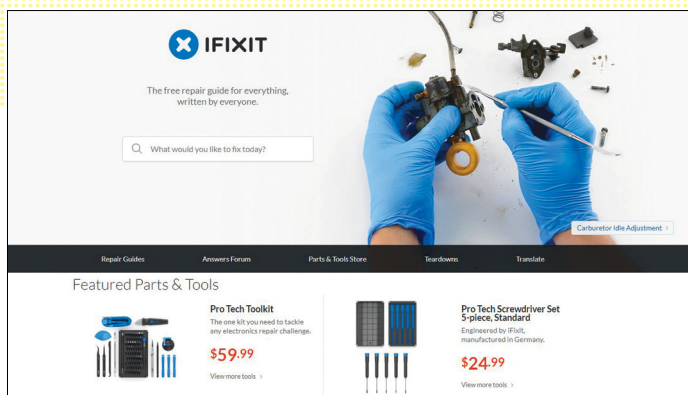 IFIXIT
The free repair guide for everything,
written by everyone.
What would you like to fix today?
Carburetor Idle Adjustment >
Repair Guides Answers Forum Parts & Tools Store Teardowns Translate
Featured Parts & Tools
Pro Tech Toolkit
The one kit you need to tackle
any electronics repair challenge.
$59.99
View more tools >
Pro Tech Screwdriver Set
5-piece, Standard
Engineered by iFixit,
manufactured in Germany.
$24.99
View more tools >